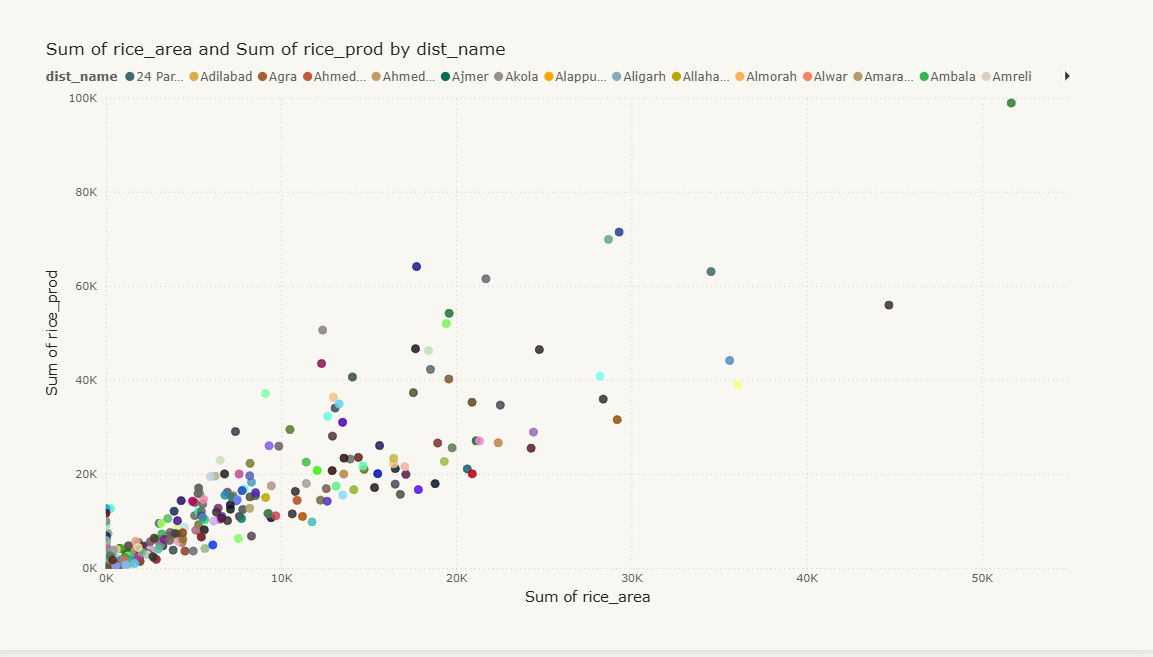 Sum of rice_area and Sum of rice_prod by dist_name
dist_name 24 Par... Adilabad Agra Ahmed... Ahmed... Ajmer Akola Alappu... Aligarh Allaha... Almorah Alwar Amara... Ambala Amreli
100K
80K
60K
40K
20K
0K
Sum of rice_prod
0K 10K 20K 30K 40K 50K
Sum of rice_area